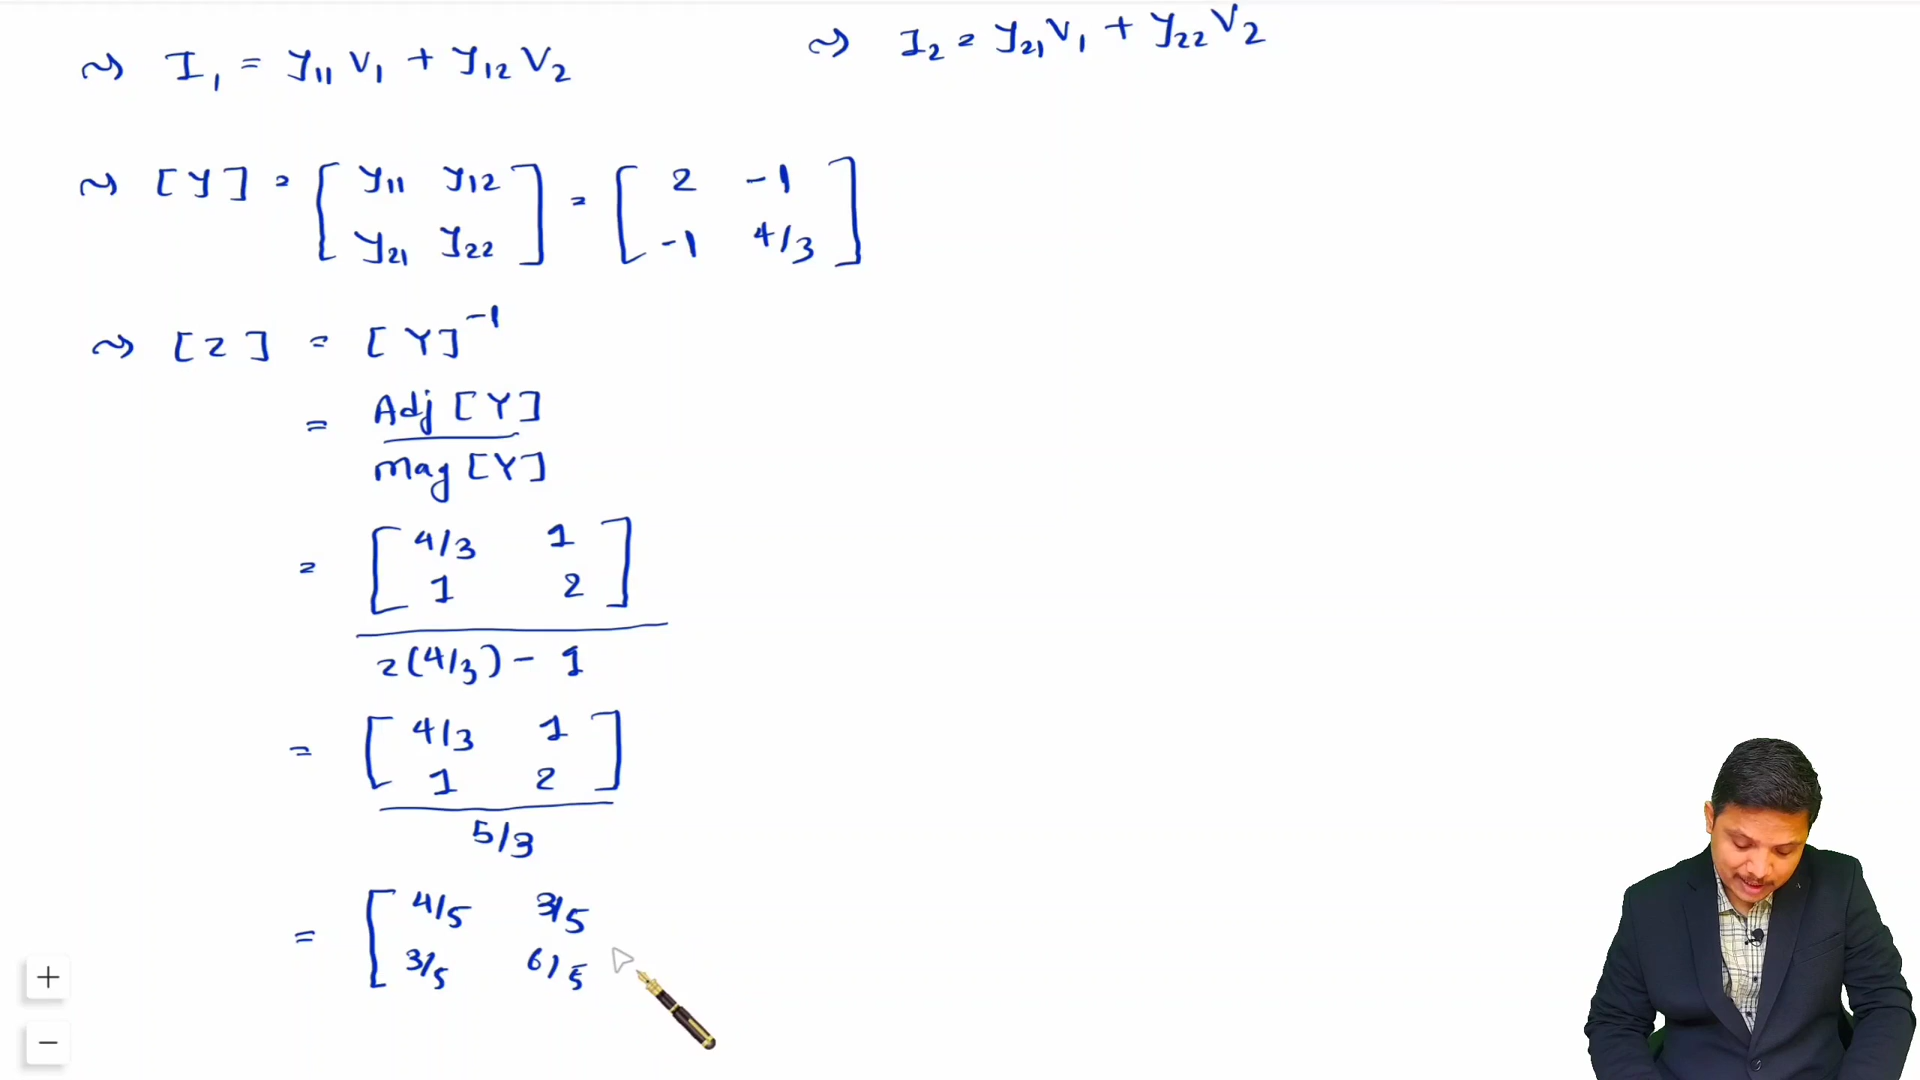 ~> I₁ = y₁₁ V₁ + y₁₂ V₂
~> I₂ = y₂₁ V₁ + y₂₂ V₂
~> [Y] = [ y₁₁ y₁₂ ] = [ 2 -1 ]
[ y₂₁ y₂₂ ] [ -1 4/3 ]
~> [Z] = [Y]⁻¹
= Adj [Y]
Mag [Y]
= [ 4/3 1 ]
[ 1 2 ]
2(4/3) - 1
= [ 4/3 1 ]
[ 1 2 ]
5/3
= [ 4/5 3/5
3/5 6/5
+
−